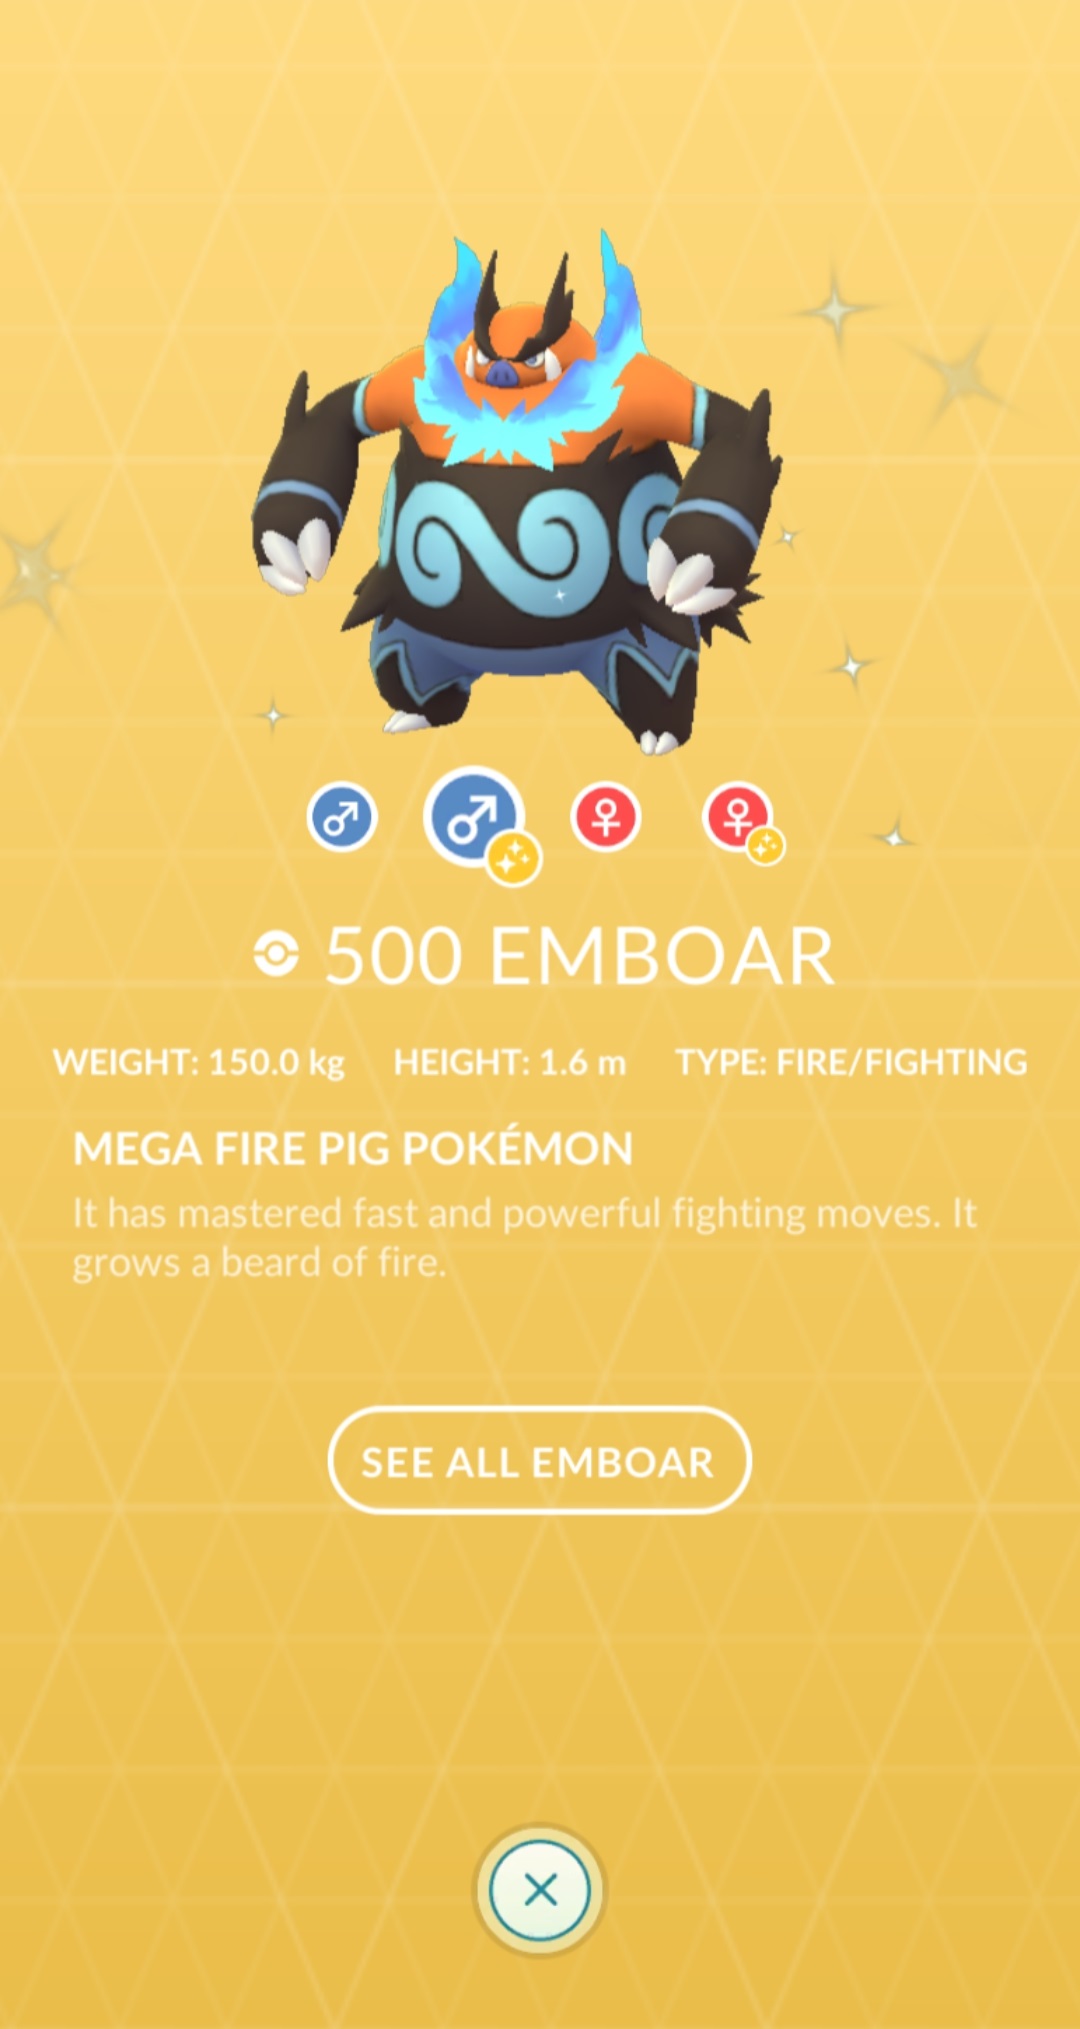 500 EMBOAR
WEIGHT: 150.0 kg HEIGHT: 1.6 m TYPE: FIRE/FIGHTING
MEGA FIRE PIG POKÉMON
It has mastered fast and powerful fighting moves. It
grows a beard of fire.
SEE ALL EMBOAR